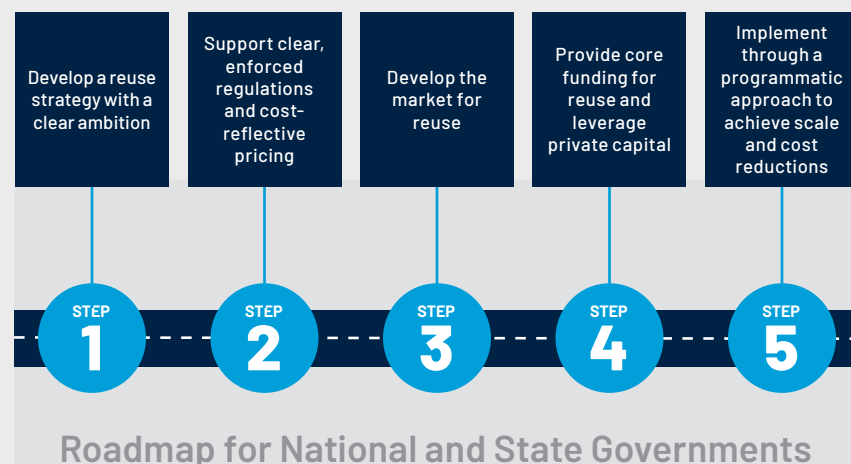 Develop a reuse
strategy with a
clear ambition
Support clear,
enforced
regulations
and cost-
reflective
pricing
Develop the
market for
reuse
Provide core
funding for
reuse and
leverage
private capital
Implement
through a
programmatic
approach to
achieve scale
and cost
reductions
STEP
1
STEP
2
STEP
3
STEP
4
STEP
5
Roadmap for National and State Governments